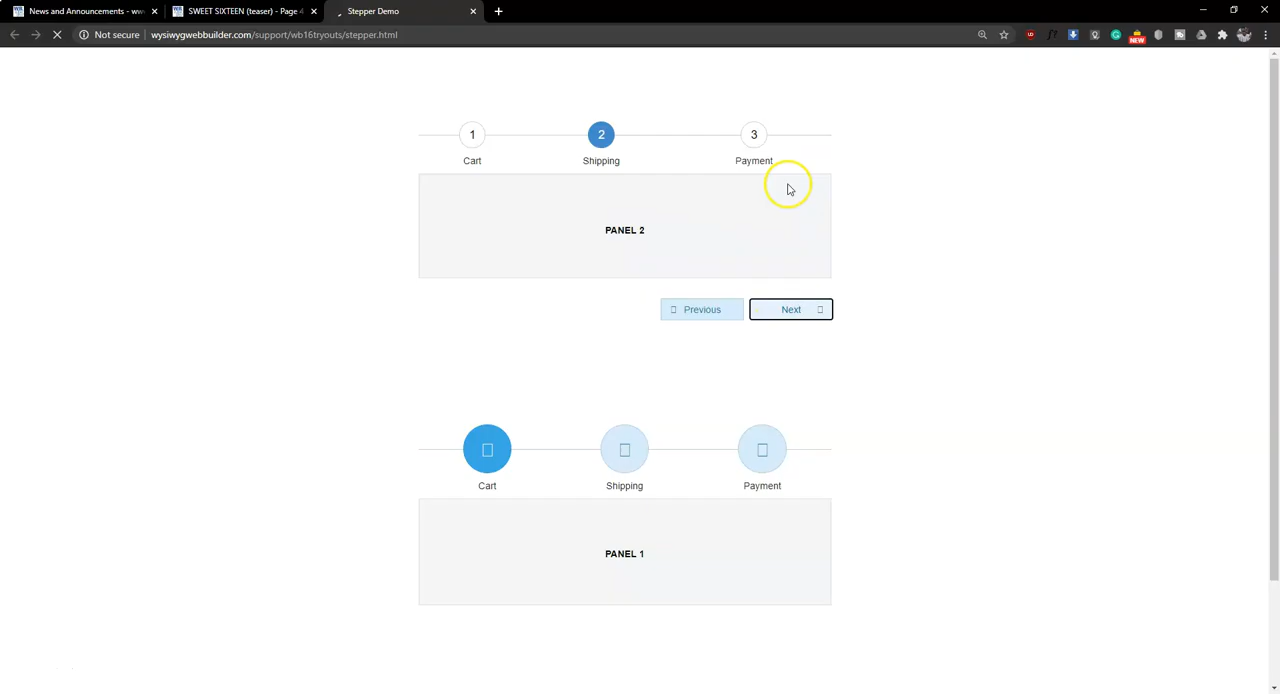 News and Announcements - ww
SWEET SIXTEEN (teaser) - Page 4
Stepper Demo
Not secure
wysiwygwebbuilder.com/support/wb16tryouts/stepper.html
NEW
1
2
3
Cart
Shipping
Payment
PANEL 2
Previous
Next
Cart
Shipping
Payment
PANEL 1